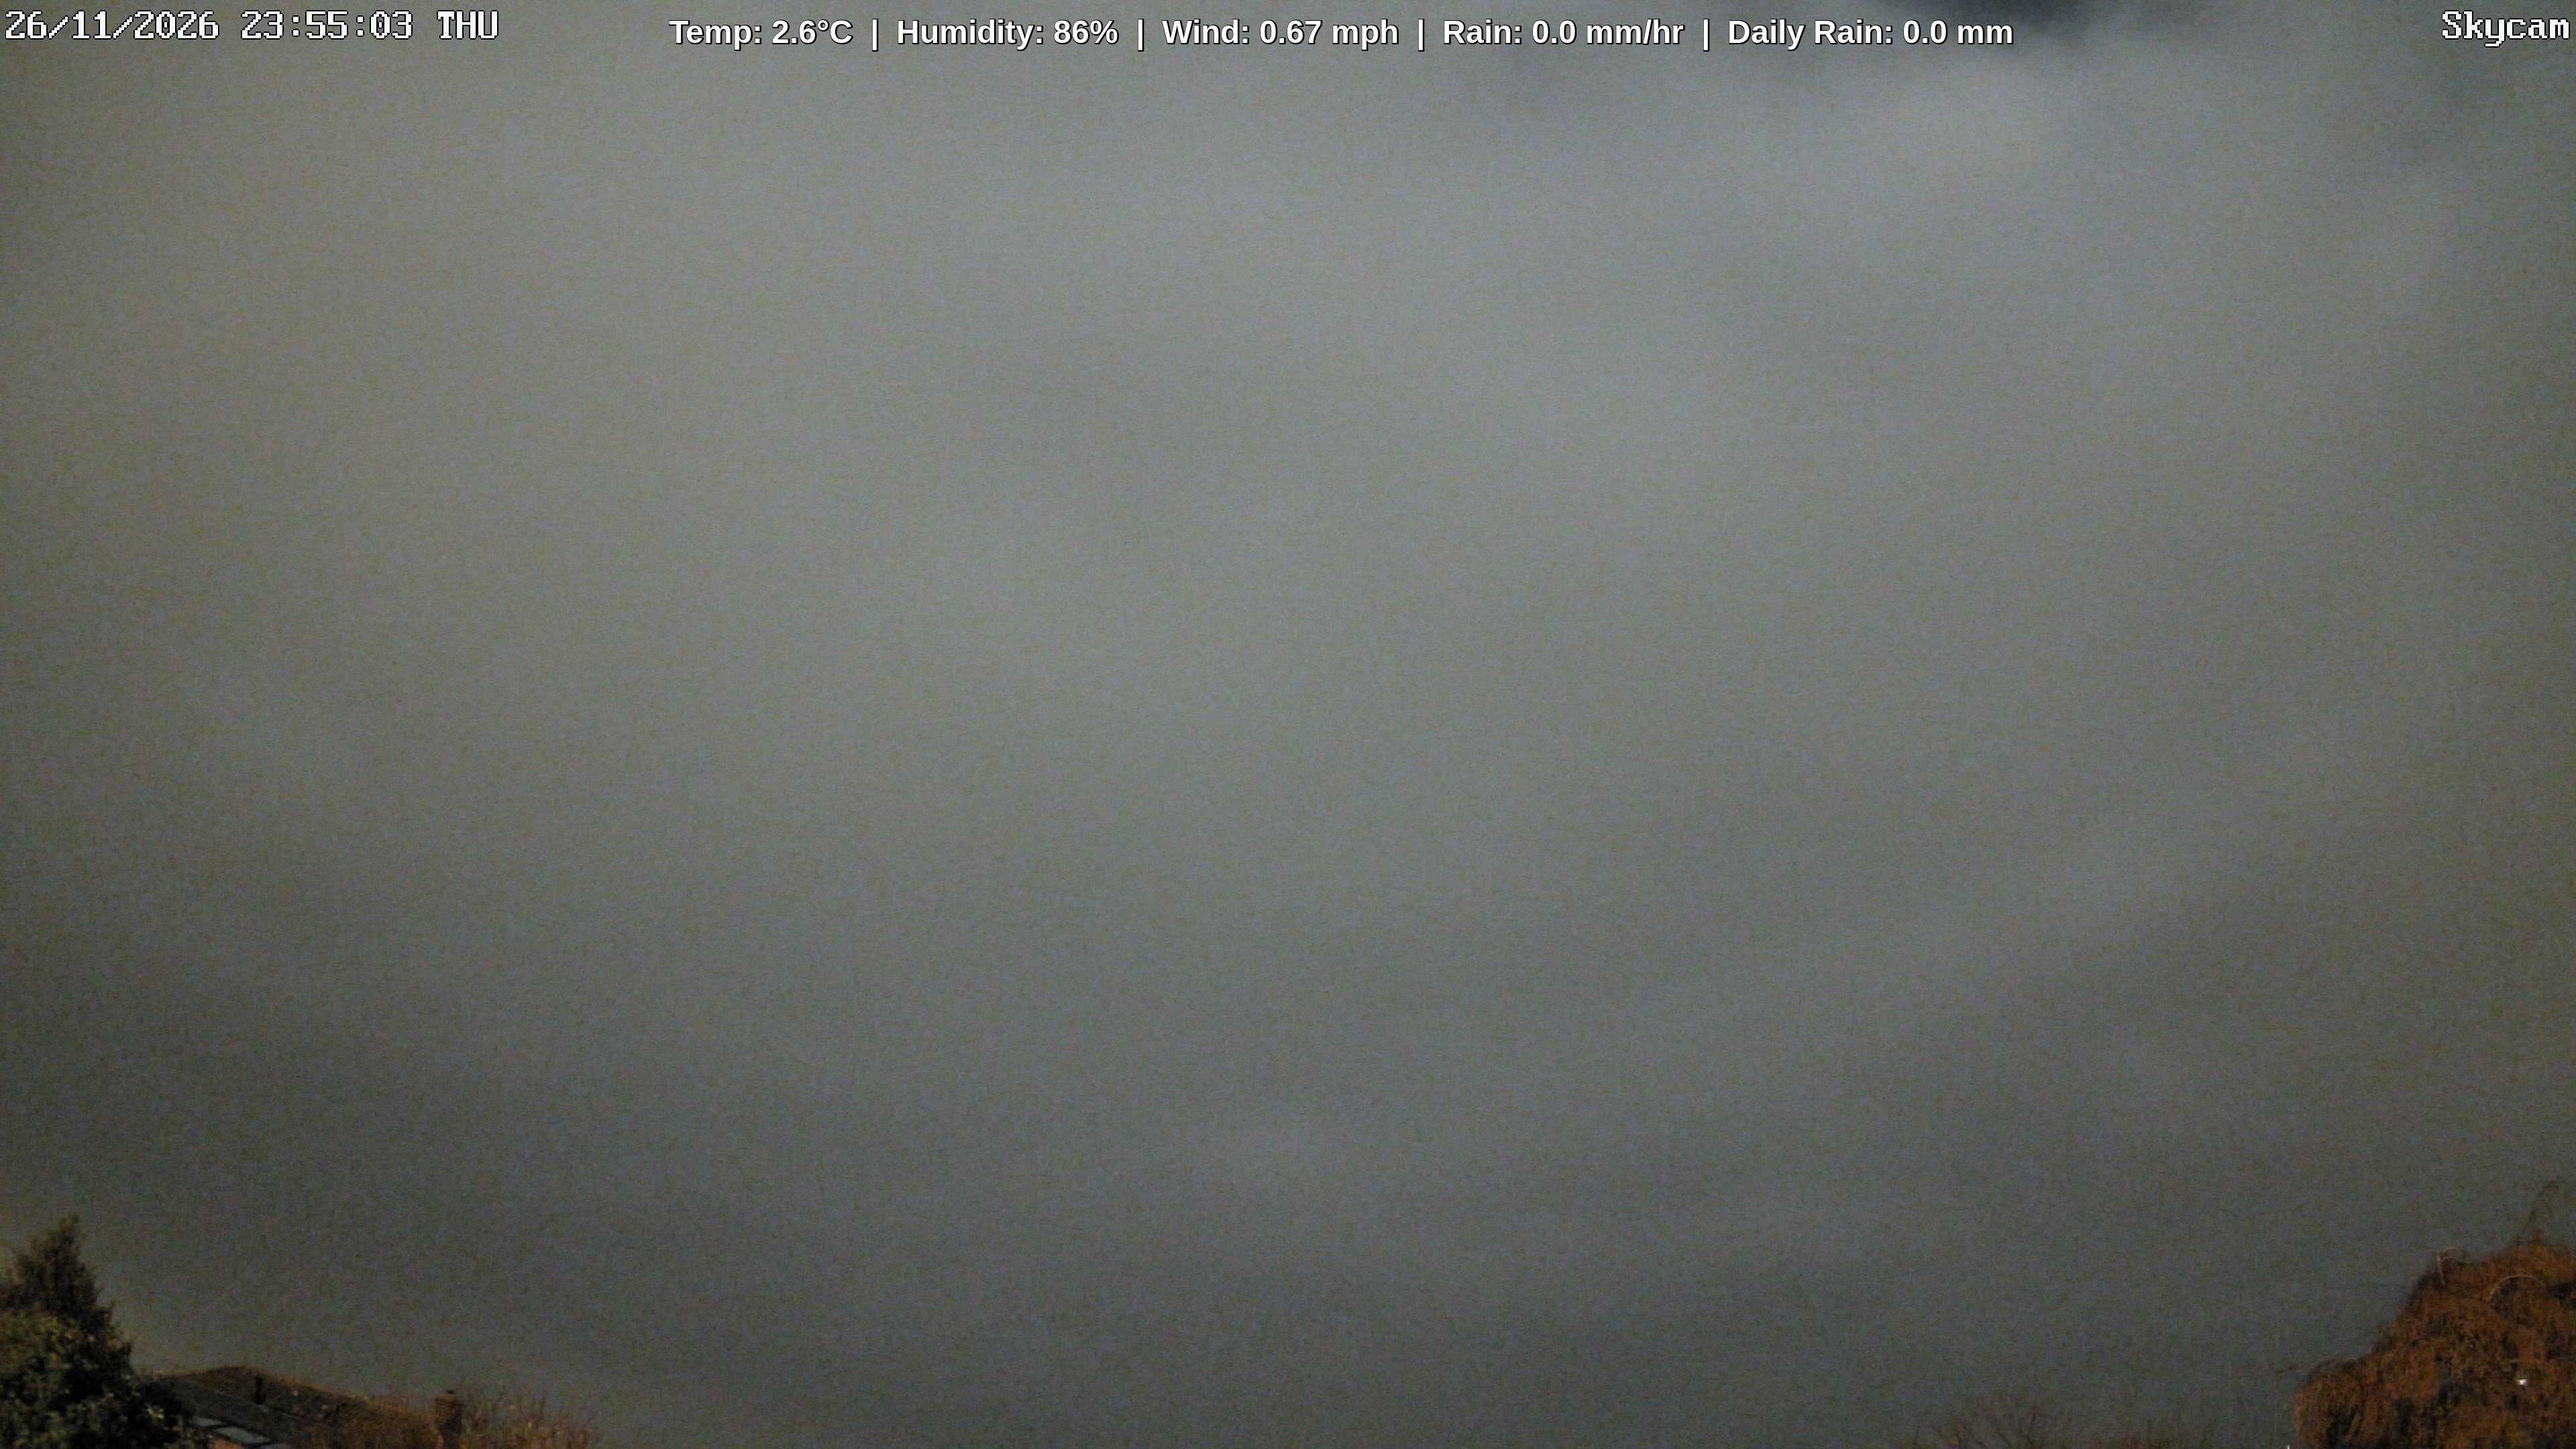 26/11/2026 23:55:03 THU
Temp: 2.6°C | Humidity: 86% | Wind: 0.67 mph | Rain: 0.0 mm/hr | Daily Rain: 0.0 mm
Skycam